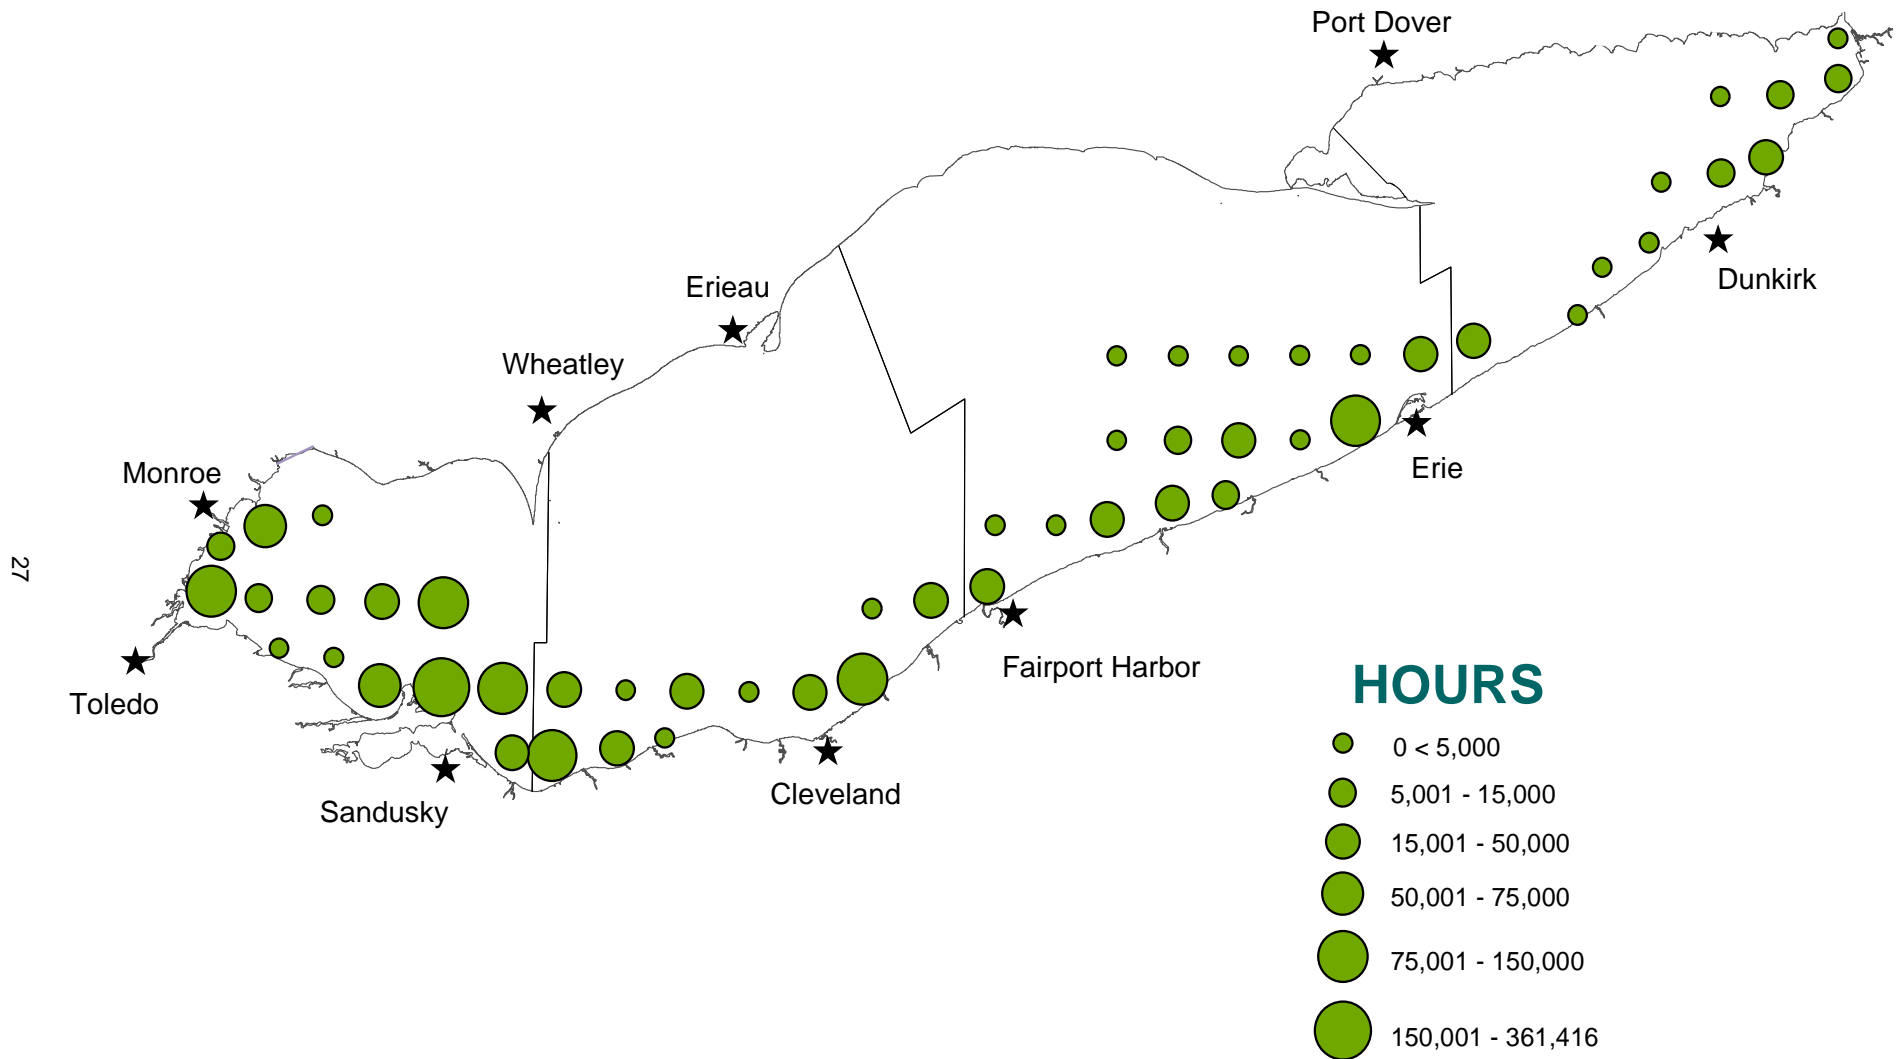 Port Dover
Dunkirk
Erieau
Wheatley
Monroe
Erie
27
Toledo
Fairport Harbor
Sandusky
Cleveland
HOURS
0 < 5,000
5,001 - 15,000
15,001 - 50,000
50,001 - 75,000
75,001 - 150,000
150,001 - 361,416